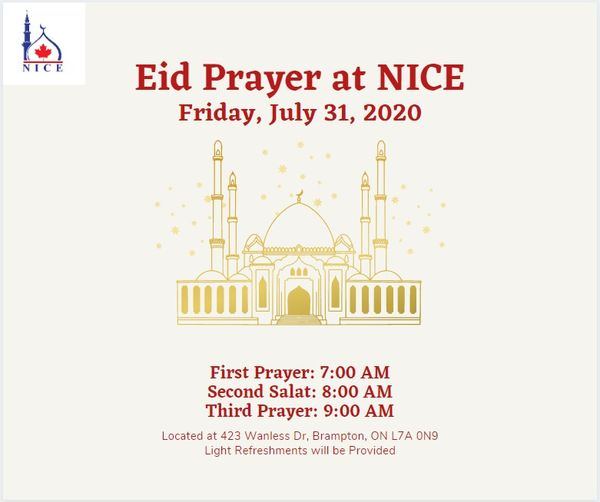 NICE
Eid Prayer at NICE
Friday, July 31, 2020
First Prayer: 7:00 AM
Second Salat: 8:00 AM
Third Prayer: 9:00 AM
Located at 423 Wanless Dr, Brampton, ON L7A 0N9
Light Refreshments will be Provided